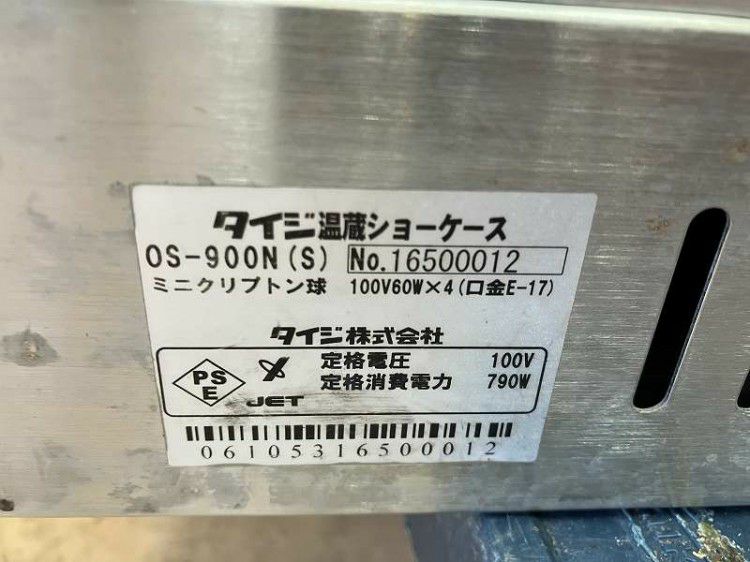 タイジ温蔵ショーケース
OS-900N(S) No.16500012
ミニクリプトン球 100V60W×4(口金E-17)
タイジ株式会社
PSE JET 定格電圧 100V
定格消費電力 790W
06105316500012